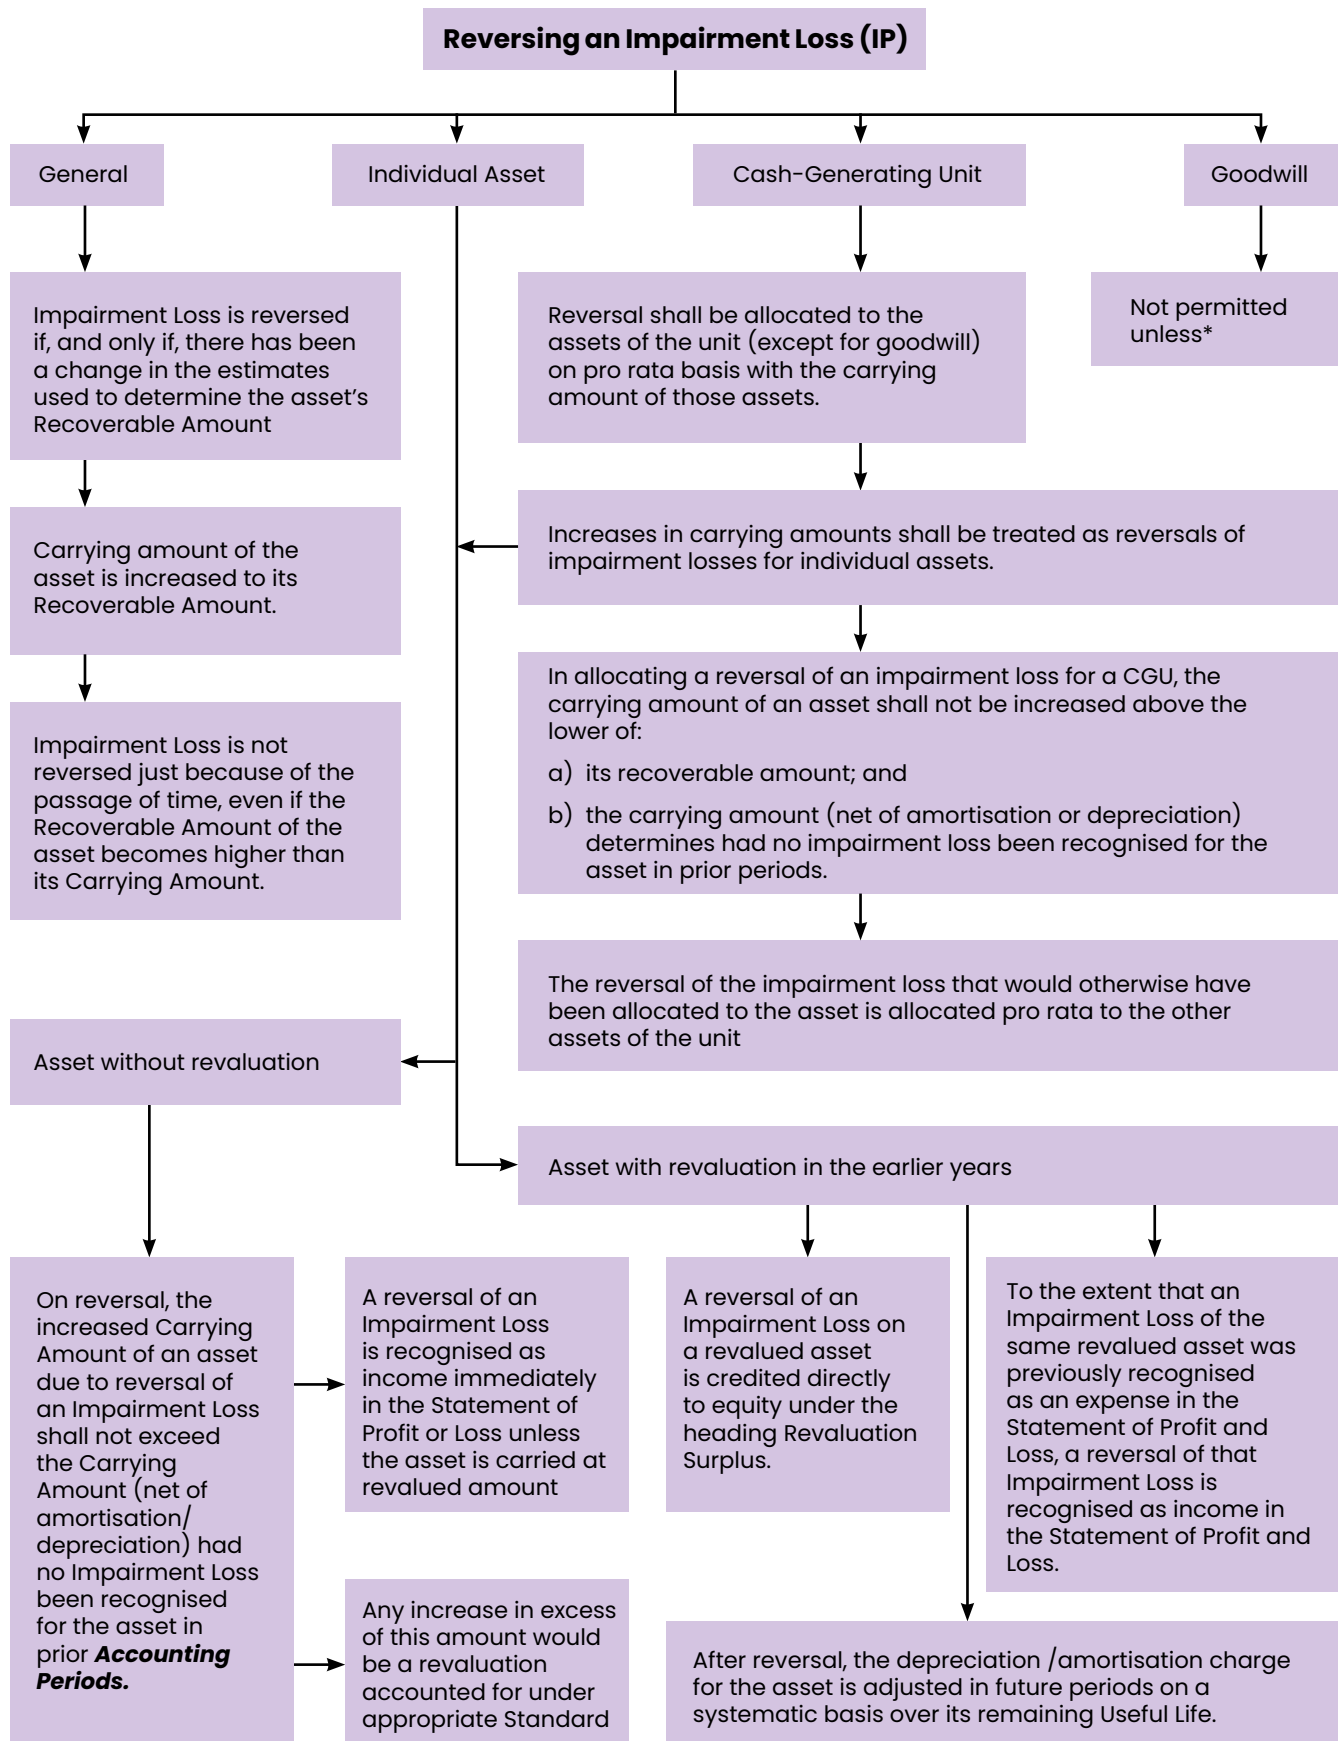 Reversing an Impairment Loss (IP)
General
Individual Asset
Cash-Generating Unit
Goodwill
Impairment Loss is reversed
if, and only if, there has been
a change in the estimates
used to determine the asset’s
Recoverable Amount
Reversal shall be allocated to the
assets of the unit (except for goodwill)
on pro rata basis with the carrying
amount of those assets.
Not permitted
unless*
Carrying amount of the
asset is increased to its
Recoverable Amount.
Increases in carrying amounts shall be treated as reversals of
impairment losses for individual assets.
Impairment Loss is not
reversed just because of the
passage of time, even if the
Recoverable Amount of the
asset becomes higher than
its Carrying Amount.
In allocating a reversal of an impairment loss for a CGU, the
carrying amount of an asset shall not be increased above the
lower of:
a) its recoverable amount; and
b) the carrying amount (net of amortisation or depreciation)
determines had no impairment loss been recognised for the
asset in prior periods.
The reversal of the impairment loss that would otherwise have
been allocated to the asset is allocated pro rata to the other
assets of the unit
Asset without revaluation
Asset with revaluation in the earlier years
On reversal, the
increased Carrying
Amount of an asset
due to reversal of
an Impairment Loss
shall not exceed
the Carrying
Amount (net of
amortisation/
depreciation) had
no Impairment Loss
been recognised
for the asset in
prior Accounting
Periods.
A reversal of an
Impairment Loss
is recognised as
income immediately
in the Statement of
Profit or Loss unless
the asset is carried at
revalued amount
Any increase in excess
of this amount would
be a revaluation
accounted for under
appropriate Standard
A reversal of an
Impairment Loss on
a revalued asset
is credited directly
to equity under the
heading Revaluation
Surplus.
To the extent that an
Impairment Loss of the
same revalued asset was
previously recognised
as an expense in the
Statement of Profit and
Loss, a reversal of that
Impairment Loss is
recognised as income in
the Statement of Profit and
Loss.
After reversal, the depreciation /amortisation charge
for the asset is adjusted in future periods on a
systematic basis over its remaining Useful Life.